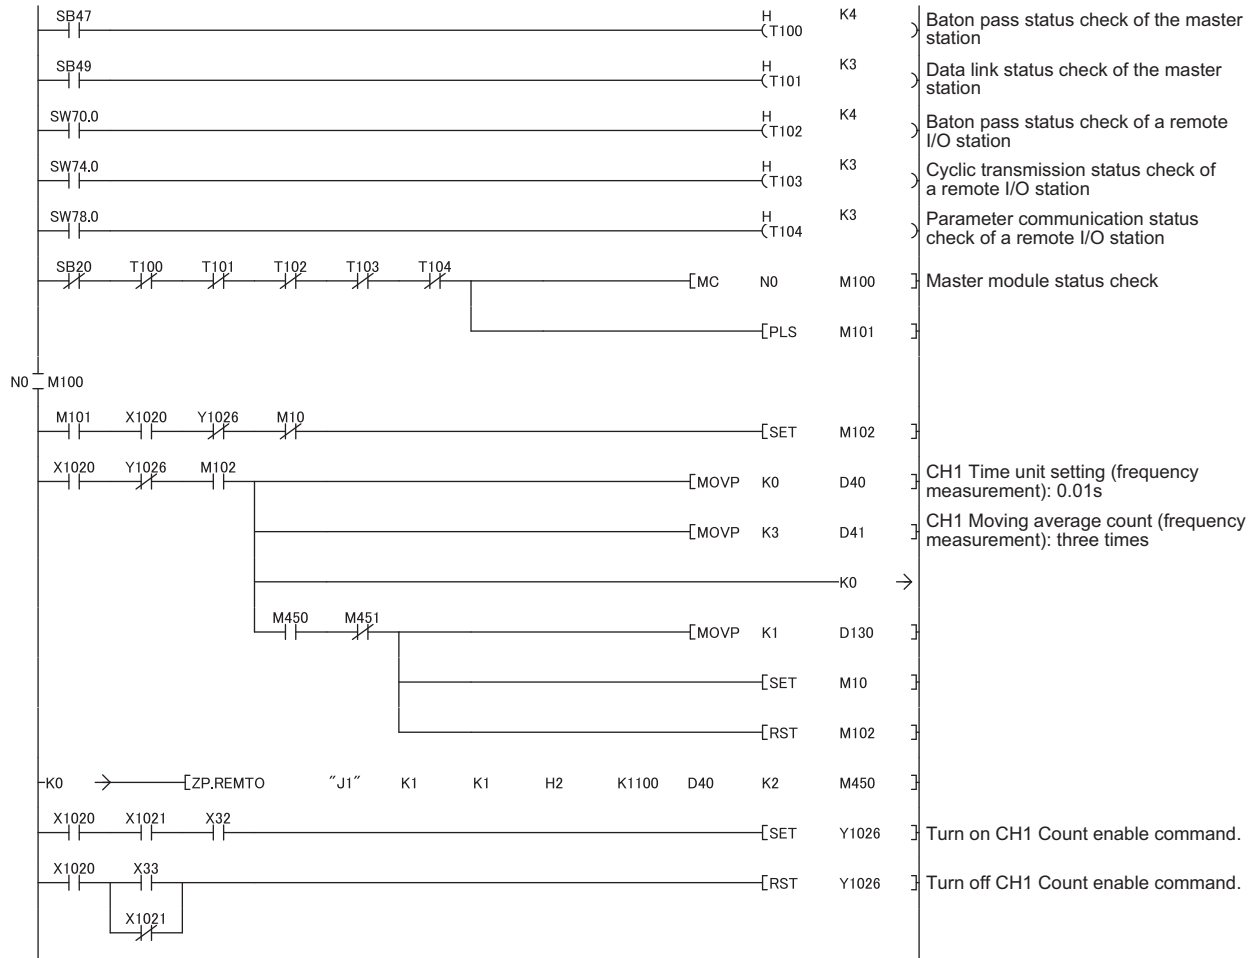 SB47 H K4 Baton pass status check of the master
(T100 ) station
SB49 H K3 Data link status check of the master
(T101 ) station
SW70.0 H K4 Baton pass status check of a remote
(T102 ) I/O station
SW74.0 H K3 Cyclic transmission status check of
(T103 ) a remote I/O station
SW78.0 H K3 Parameter communication status
(T104 ) check of a remote I/O station
SB20 T100 T101 T102 T103 T104
[MC N0 M100 ] Master module status check
[PLS M101 ]
N0 M100
M101 X1020 Y1026 M10
[SET M102 ]
X1020 Y1026 M102 CH1 Time unit setting (frequency
[MOVP K0 D40 ] measurement): 0.01s
CH1 Moving average count (frequency
[MOVP K3 D41 ] measurement): three times
K0
M450 M451
[MOVP K1 D130 ]
[SET M10 ]
[RST M102 ]
K0 [ZP.REMTO "J1" K1 K1 H2 K1100 D40 K2 M450 ]
X1020 X1021 X32
[SET Y1026 ] Turn on CH1 Count enable command.
X1020 X33
[RST Y1026 ] Turn off CH1 Count enable command.
X1021